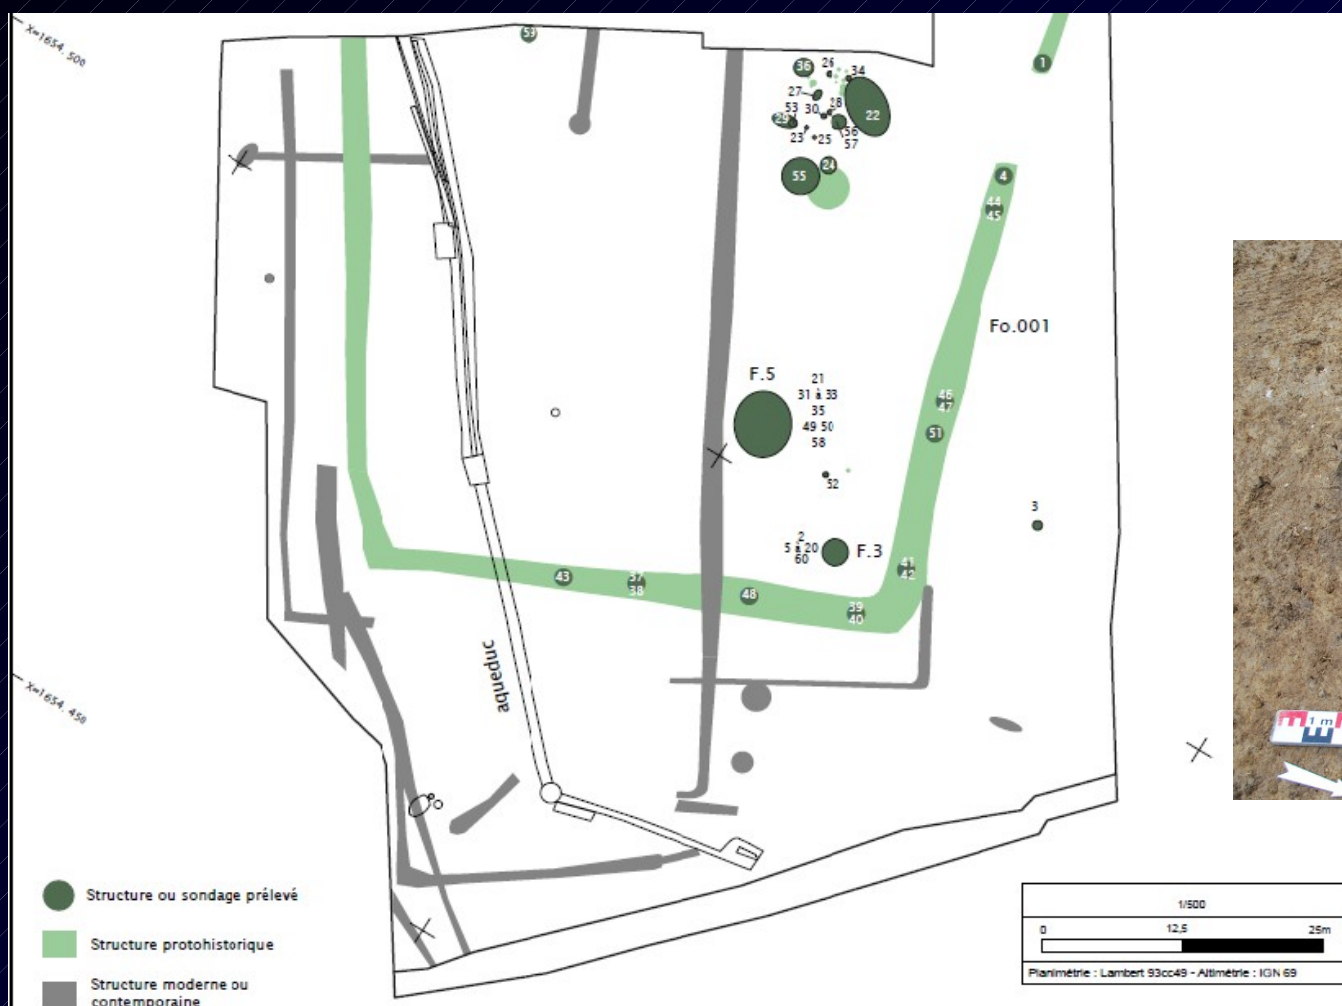 X=1654.500
59
1
36
26
34
27
53
30
28
22
29
23
25
56
57
24
55
4
44
45
Fo.001
F.5
21
31 à 33
35
49 50
58
46
47
51
52
3
2
5 à 20
60
F.3
41
42
43
37
38
48
39
40
X=1654.450
aqueduc
1 m
Structure ou sondage prélevé
Structure protohistorique
Structure moderne ou
contemporaine
1/500
0 12,5 25m
Planimétrie : Lambert 93cc49 - Altimétrie : IGN 69